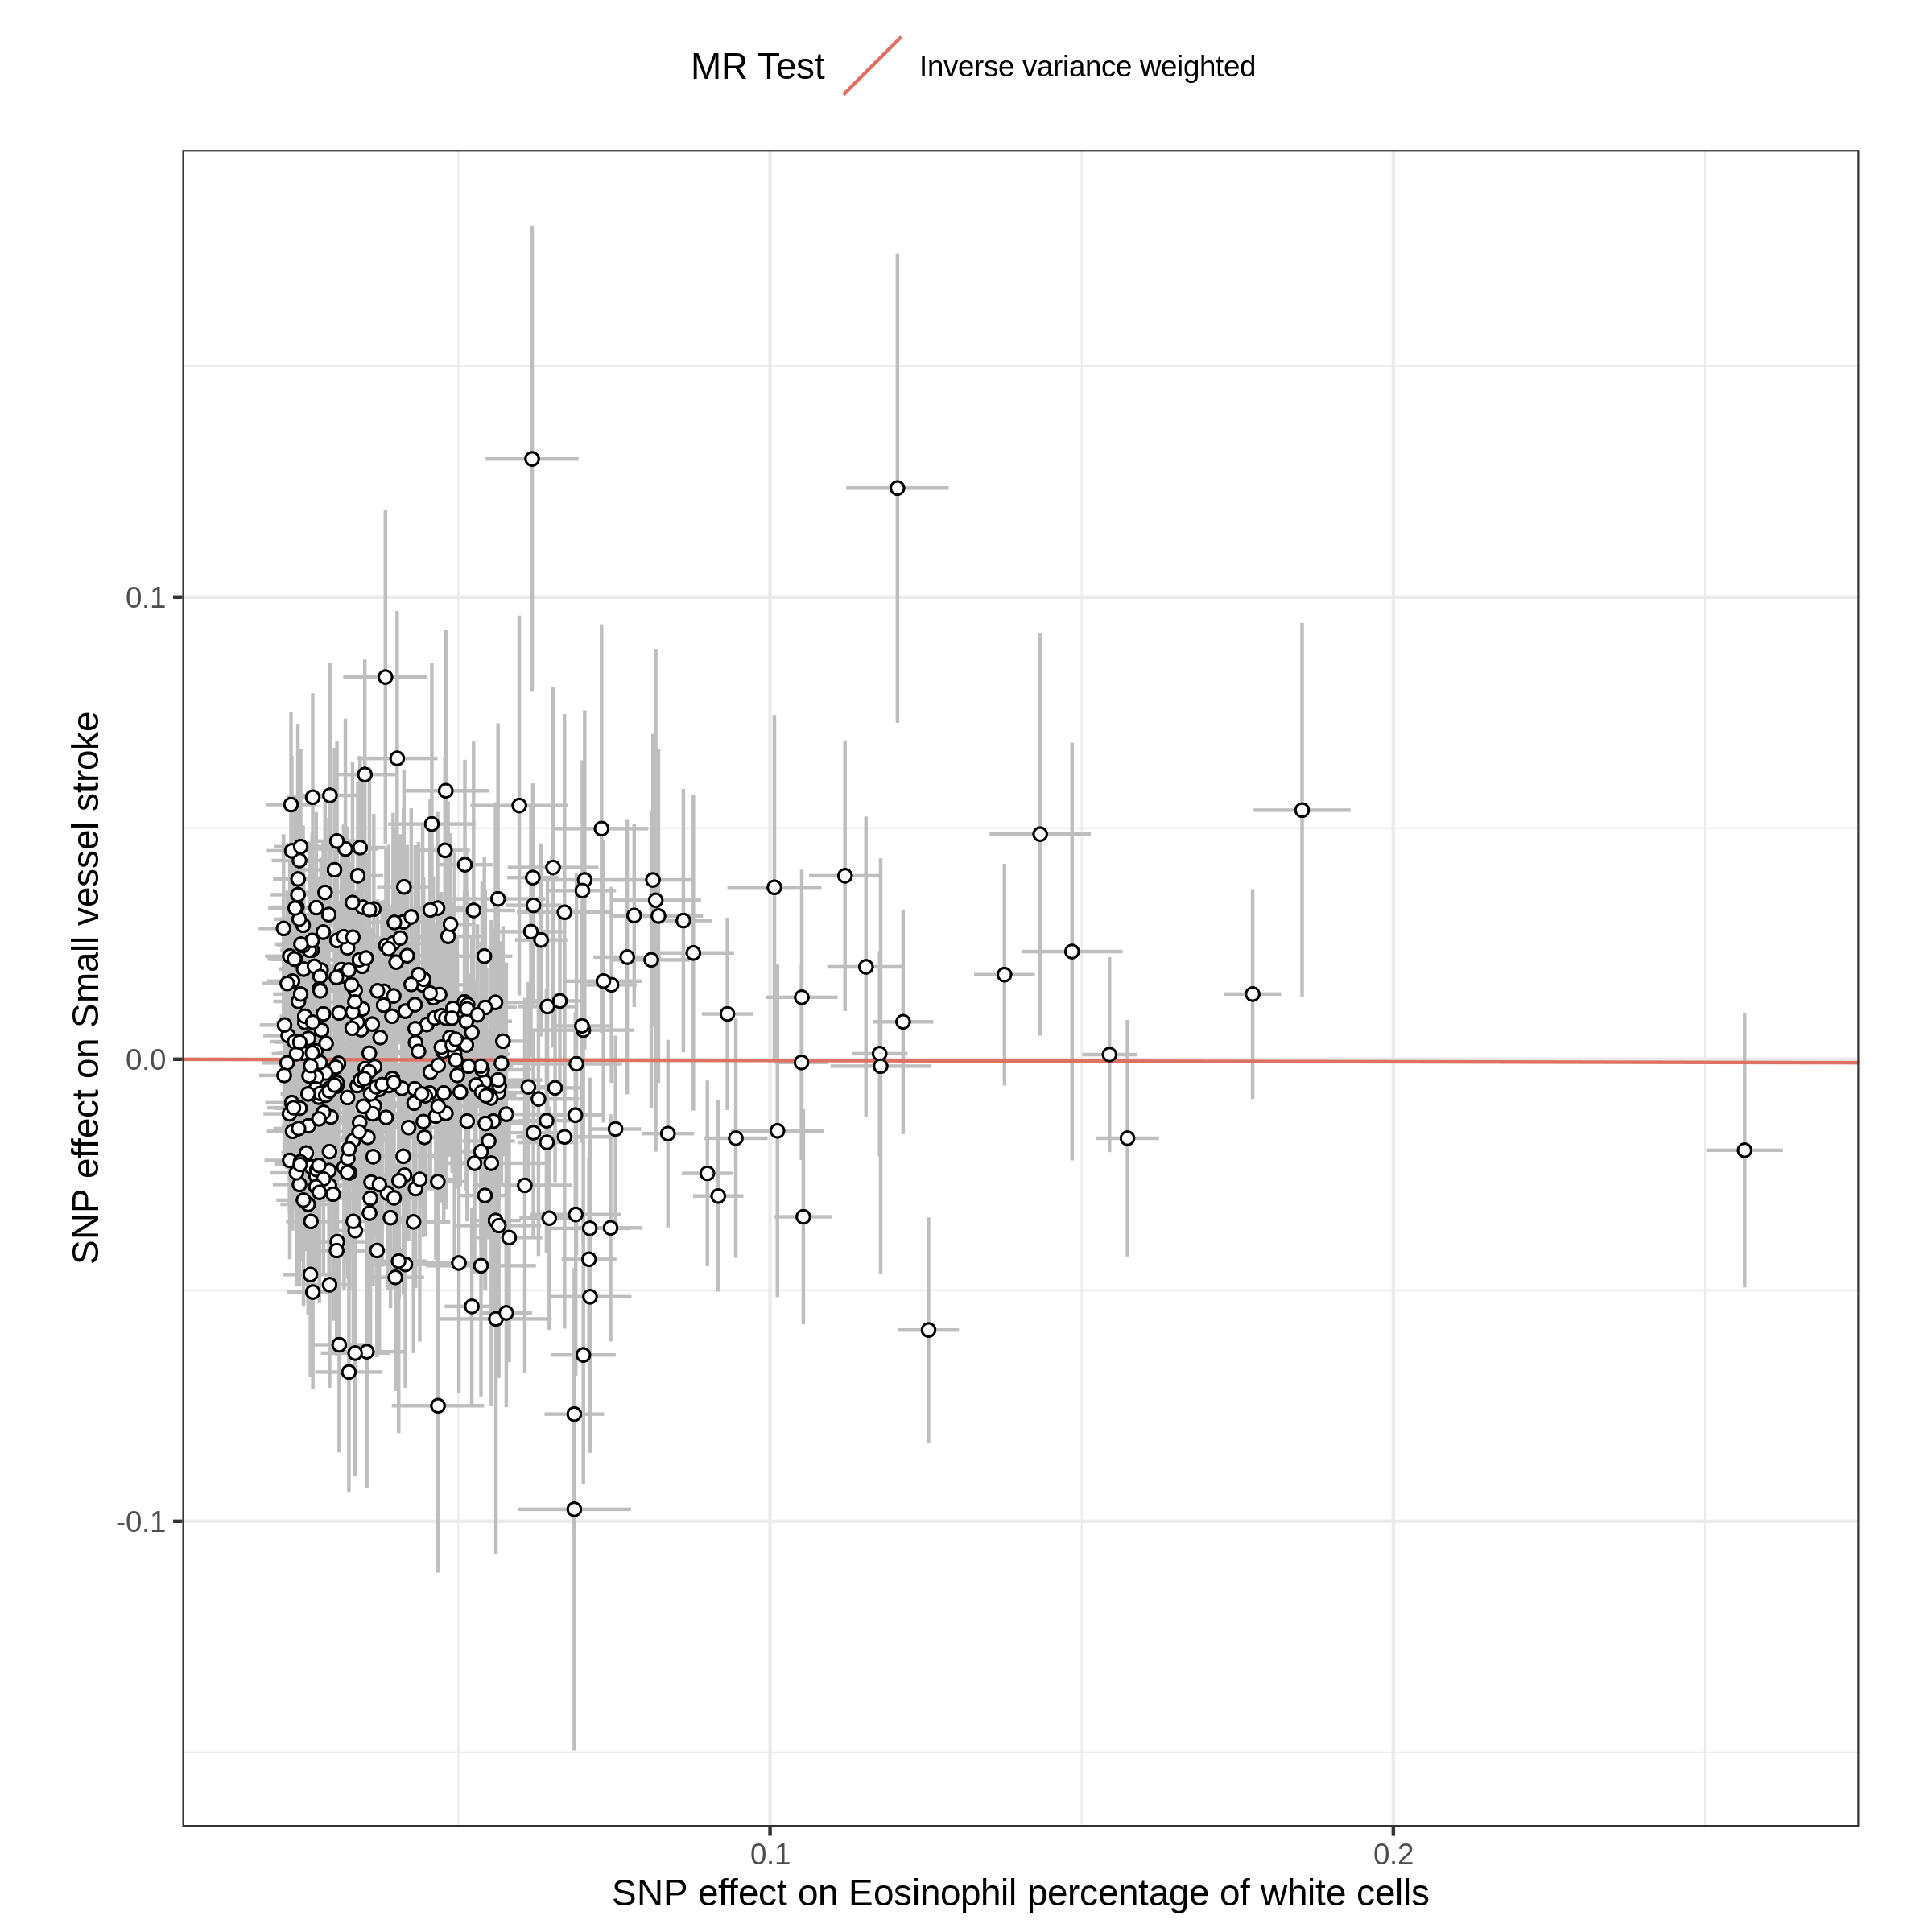 MR Test
Inverse variance weighted
SNP effect on Small vessel stroke
0.1
0.0
-0.1
0.1
0.2
SNP effect on Eosinophil percentage of white cells